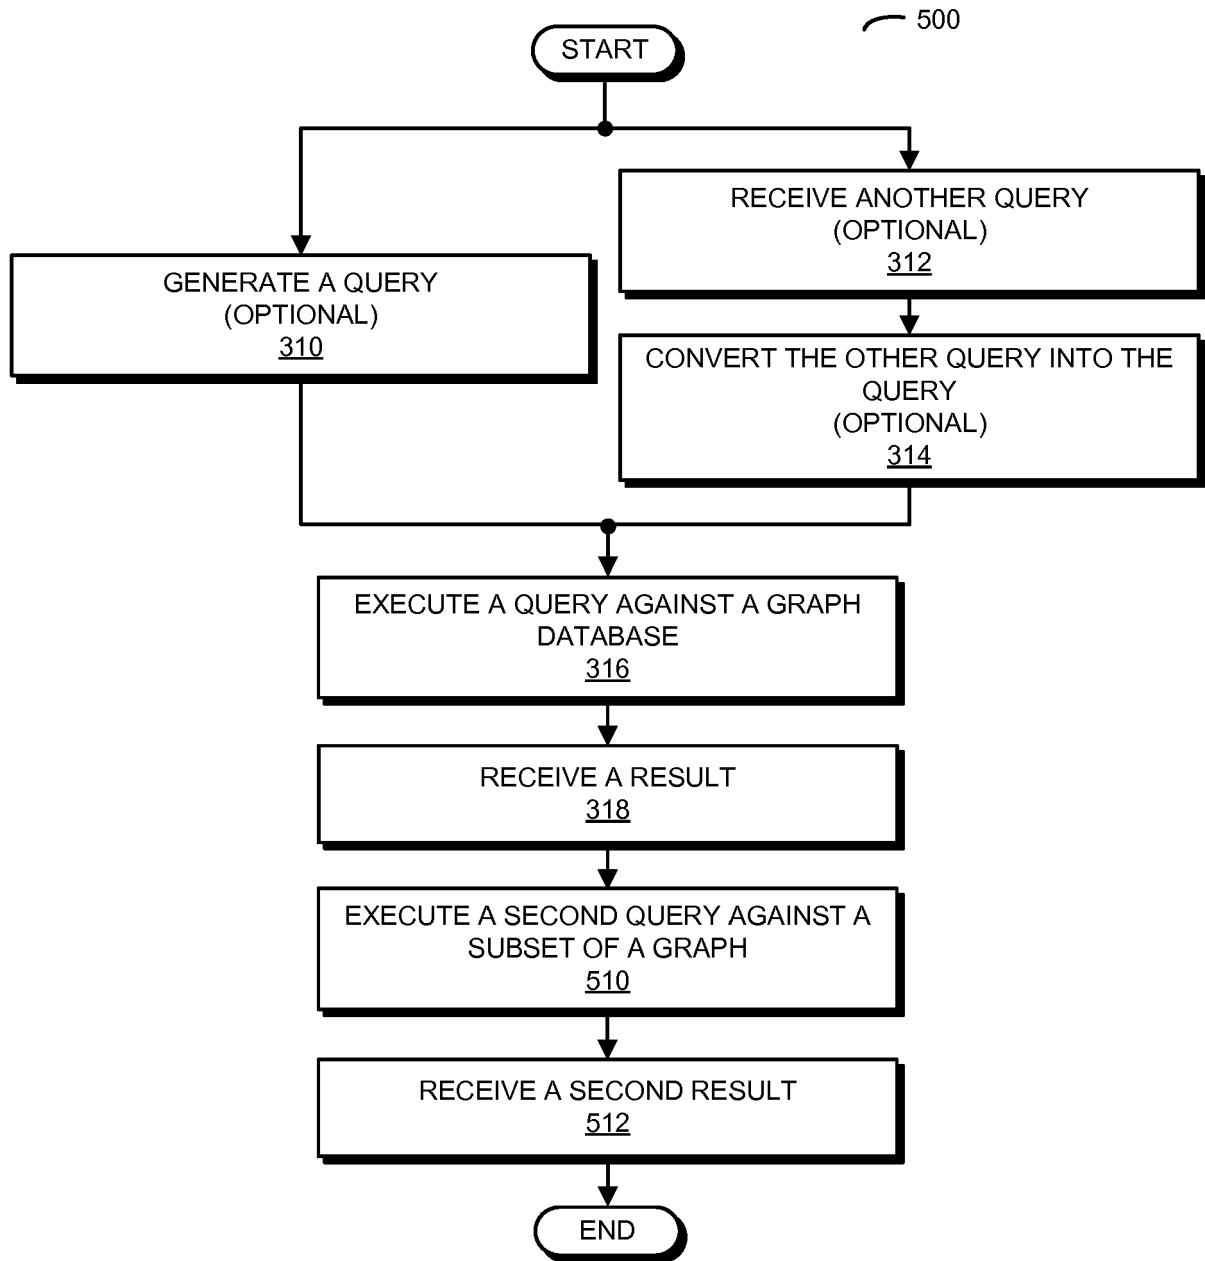 500
START
RECEIVE ANOTHER QUERY
(OPTIONAL)
312
GENERATE A QUERY
(OPTIONAL)
310
CONVERT THE OTHER QUERY INTO THE
QUERY
(OPTIONAL)
314
EXECUTE A QUERY AGAINST A GRAPH
DATABASE
316
RECEIVE A RESULT
318
EXECUTE A SECOND QUERY AGAINST A
SUBSET OF A GRAPH
510
RECEIVE A SECOND RESULT
512
END